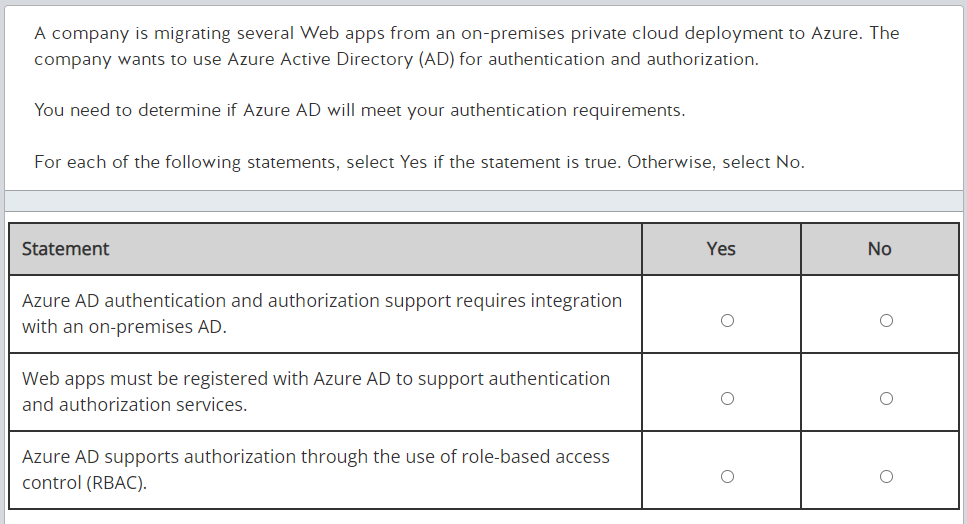 A company is migrating several Web apps from an on-premises private cloud deployment to Azure. The
company wants to use Azure Active Directory (AD) for authentication and authorization.
You need to determine if Azure AD will meet your authentication requirements.
For each of the following statements, select Yes if the statement is true. Otherwise, select No.
Statement Yes No
Azure AD authentication and authorization support requires integration
with an on-premises AD.
Web apps must be registered with Azure AD to support authentication
and authorization services.
Azure AD supports authorization through the use of role-based access
control (RBAC).